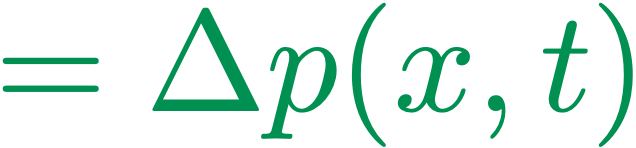 = Δp(x, t)